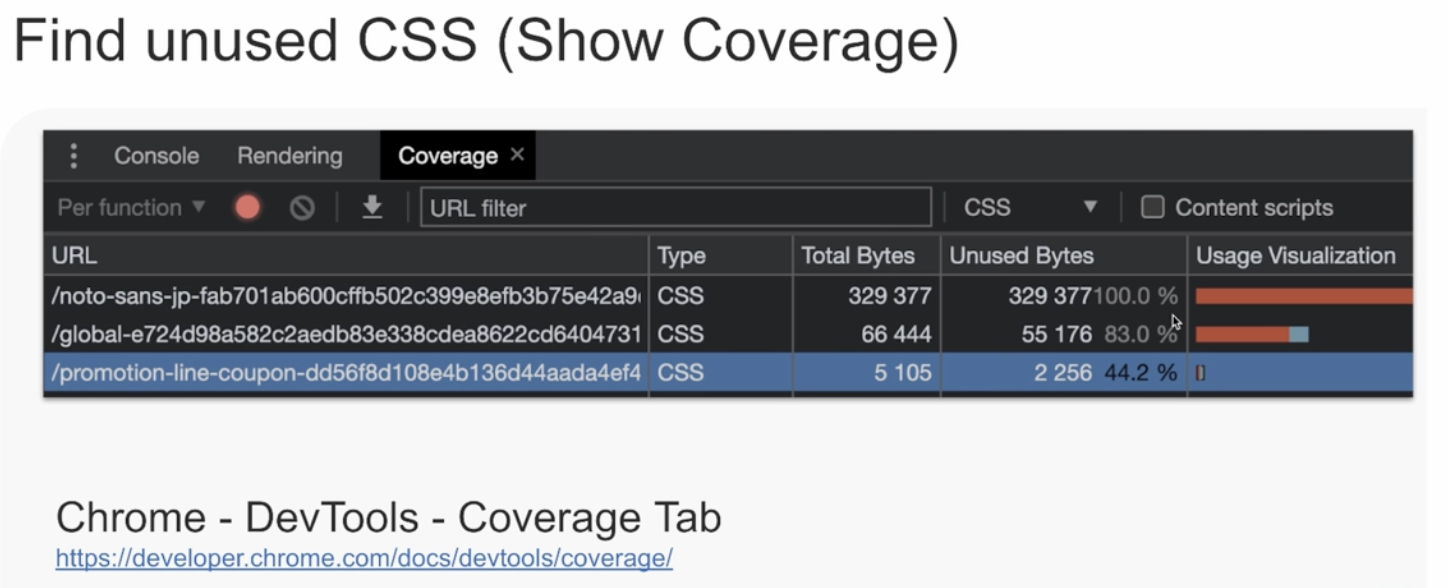 Find unused CSS (Show Coverage)
Console Rendering Coverage ×
Per function ▼ URL filter CSS ▼ Content scripts
URL Type Total Bytes Unused Bytes Usage Visualization
/noto-sans-jp-fab701ab600cffb502c399e8efb3b75e42a9 CSS 329 377 329 377 100.0 %
/global-e724d98a582c2aedb83e338cdea8622cd6404731 CSS 66 444 55 176 83.0 %
/promotion-line-coupon-dd56f8d108e4b136d44aada4ef4 CSS 5 105 2 256 44.2 %
Chrome - DevTools - Coverage Tab
https://developer.chrome.com/docs/devtools/coverage/